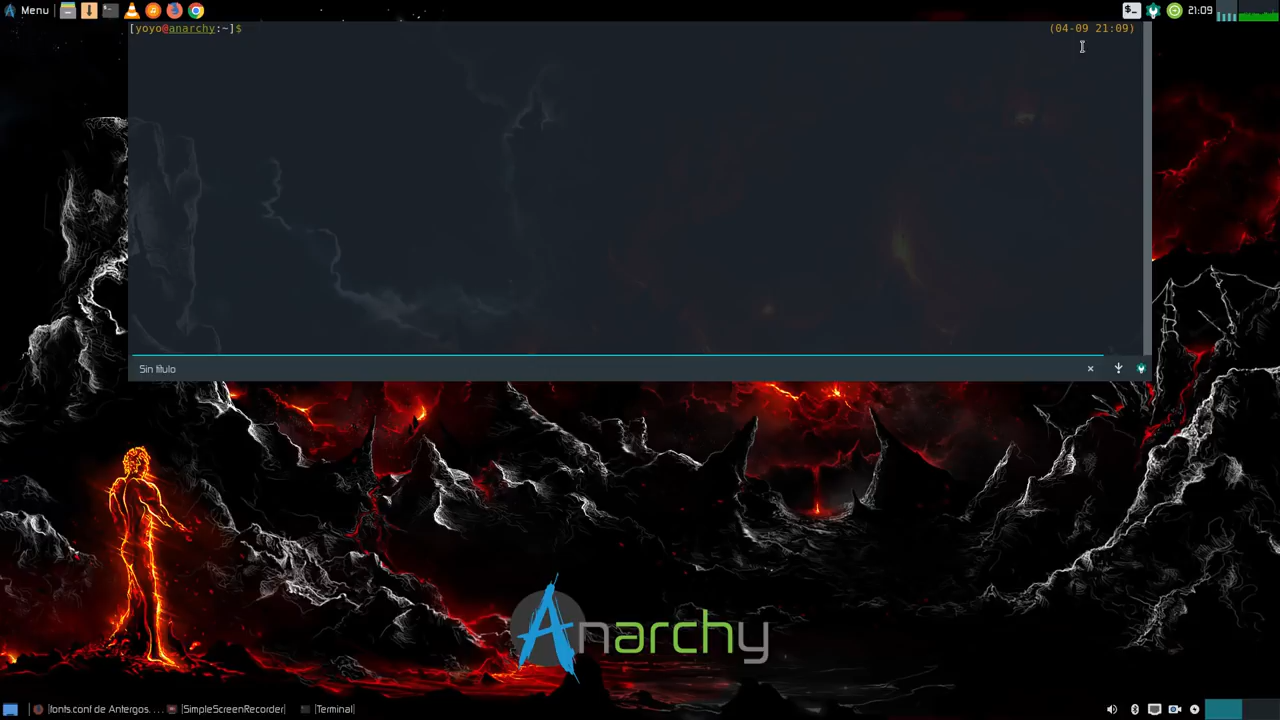 Menu
21:09
[yoyo@anarchy:~]$ (04-09 21:09)
Sin título
Anarchy
[fonts.conf de Antergos. ... [SimpleScreenRecorder] [Terminal]